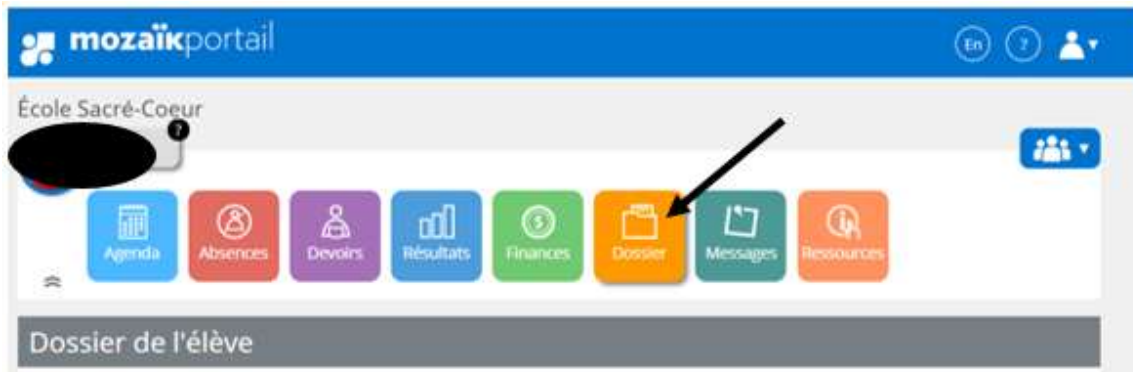 mozaïkportail
En ?
École Sacré-Coeur
?
Agenda Absences Devoirs Résultats Finances Dossier Messages Ressources
Dossier de l'élève